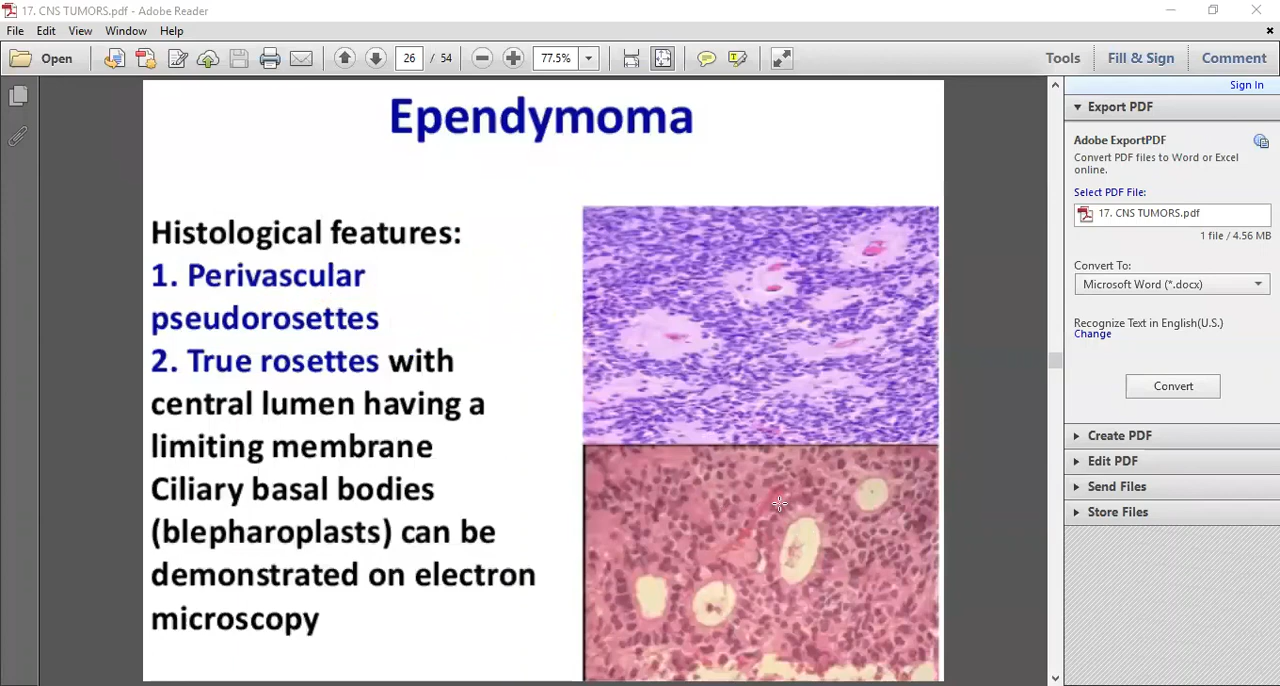 17. CNS TUMORS.pdf - Adobe Reader
File Edit View Window Help
Open 26 / 54 77.5% Tools Fill & Sign Comment
Sign In
Export PDF
Adobe ExportPDF
Convert PDF files to Word or Excel
online.
Select PDF File:
17. CNS TUMORS.pdf
1 file / 4.56 MB
Convert To:
Microsoft Word (*.docx)
Recognize Text in English(U.S.)
Change
Convert
Create PDF
Edit PDF
Send Files
Store Files
Ependymoma
Histological features:
1. Perivascular
pseudorosettes
2. True rosettes with
central lumen having a
limiting membrane
Ciliary basal bodies
(blepharoplasts) can be
demonstrated on electron
microscopy